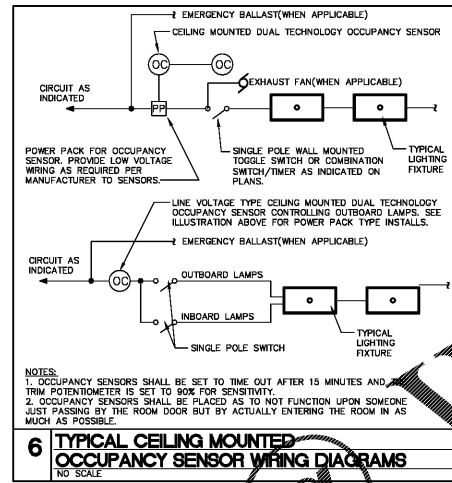 EMERGENCY BALLAST(WHEN APPLICABLE)
CEILING MOUNTED DUAL TECHNOLOGY OCCUPANCY SENSOR
OC
OC
EXHAUST FAN(WHEN APPLICABLE)
CIRCUIT AS
INDICATED
PP
POWER PACK FOR OCCUPANCY
SENSOR. PROVIDE LOW VOLTAGE
WIRING AS REQUIRED PER
MANUFACTURER TO SENSORS.
SINGLE POLE WALL MOUNTED
TOGGLE SWITCH OR COMBINATION
SWITCH/TIMER AS INDICATED ON
PLANS.
TYPICAL
LIGHTING
FIXTURE
LINE VOLTAGE TYPE CEILING MOUNTED DUAL TECHNOLOGY
OCCUPANCY SENSOR CONTROLLING OUTBOARD LAMPS. SEE
ILLUSTRATION ABOVE FOR POWER PACK TYPE INSTALLS.
EMERGENCY BALLAST(WHEN APPLICABLE)
CIRCUIT AS
INDICATED
OC
OUTBOARD LAMPS
INBOARD LAMPS
SINGLE POLE SWITCH
TYPICAL
LIGHTING
FIXTURE
NOTES:
1. OCCUPANCY SENSORS SHALL BE SET TO TIME OUT AFTER 15 MINUTES AND
TRIM POTENTIOMETER IS SET TO 90% FOR SENSITIVITY.
2. OCCUPANCY SENSORS SHALL BE PLACED AS TO NOT FUNCTION UPON SOMEONE
JUST PASSING BY THE ROOM DOOR BUT BY ACTUALLY ENTERING THE ROOM IN AS
MUCH AS POSSIBLE.
6
TYPICAL CEILING MOUNTED
OCCUPANCY SENSOR WIRING DIAGRAMS
NO SCALE